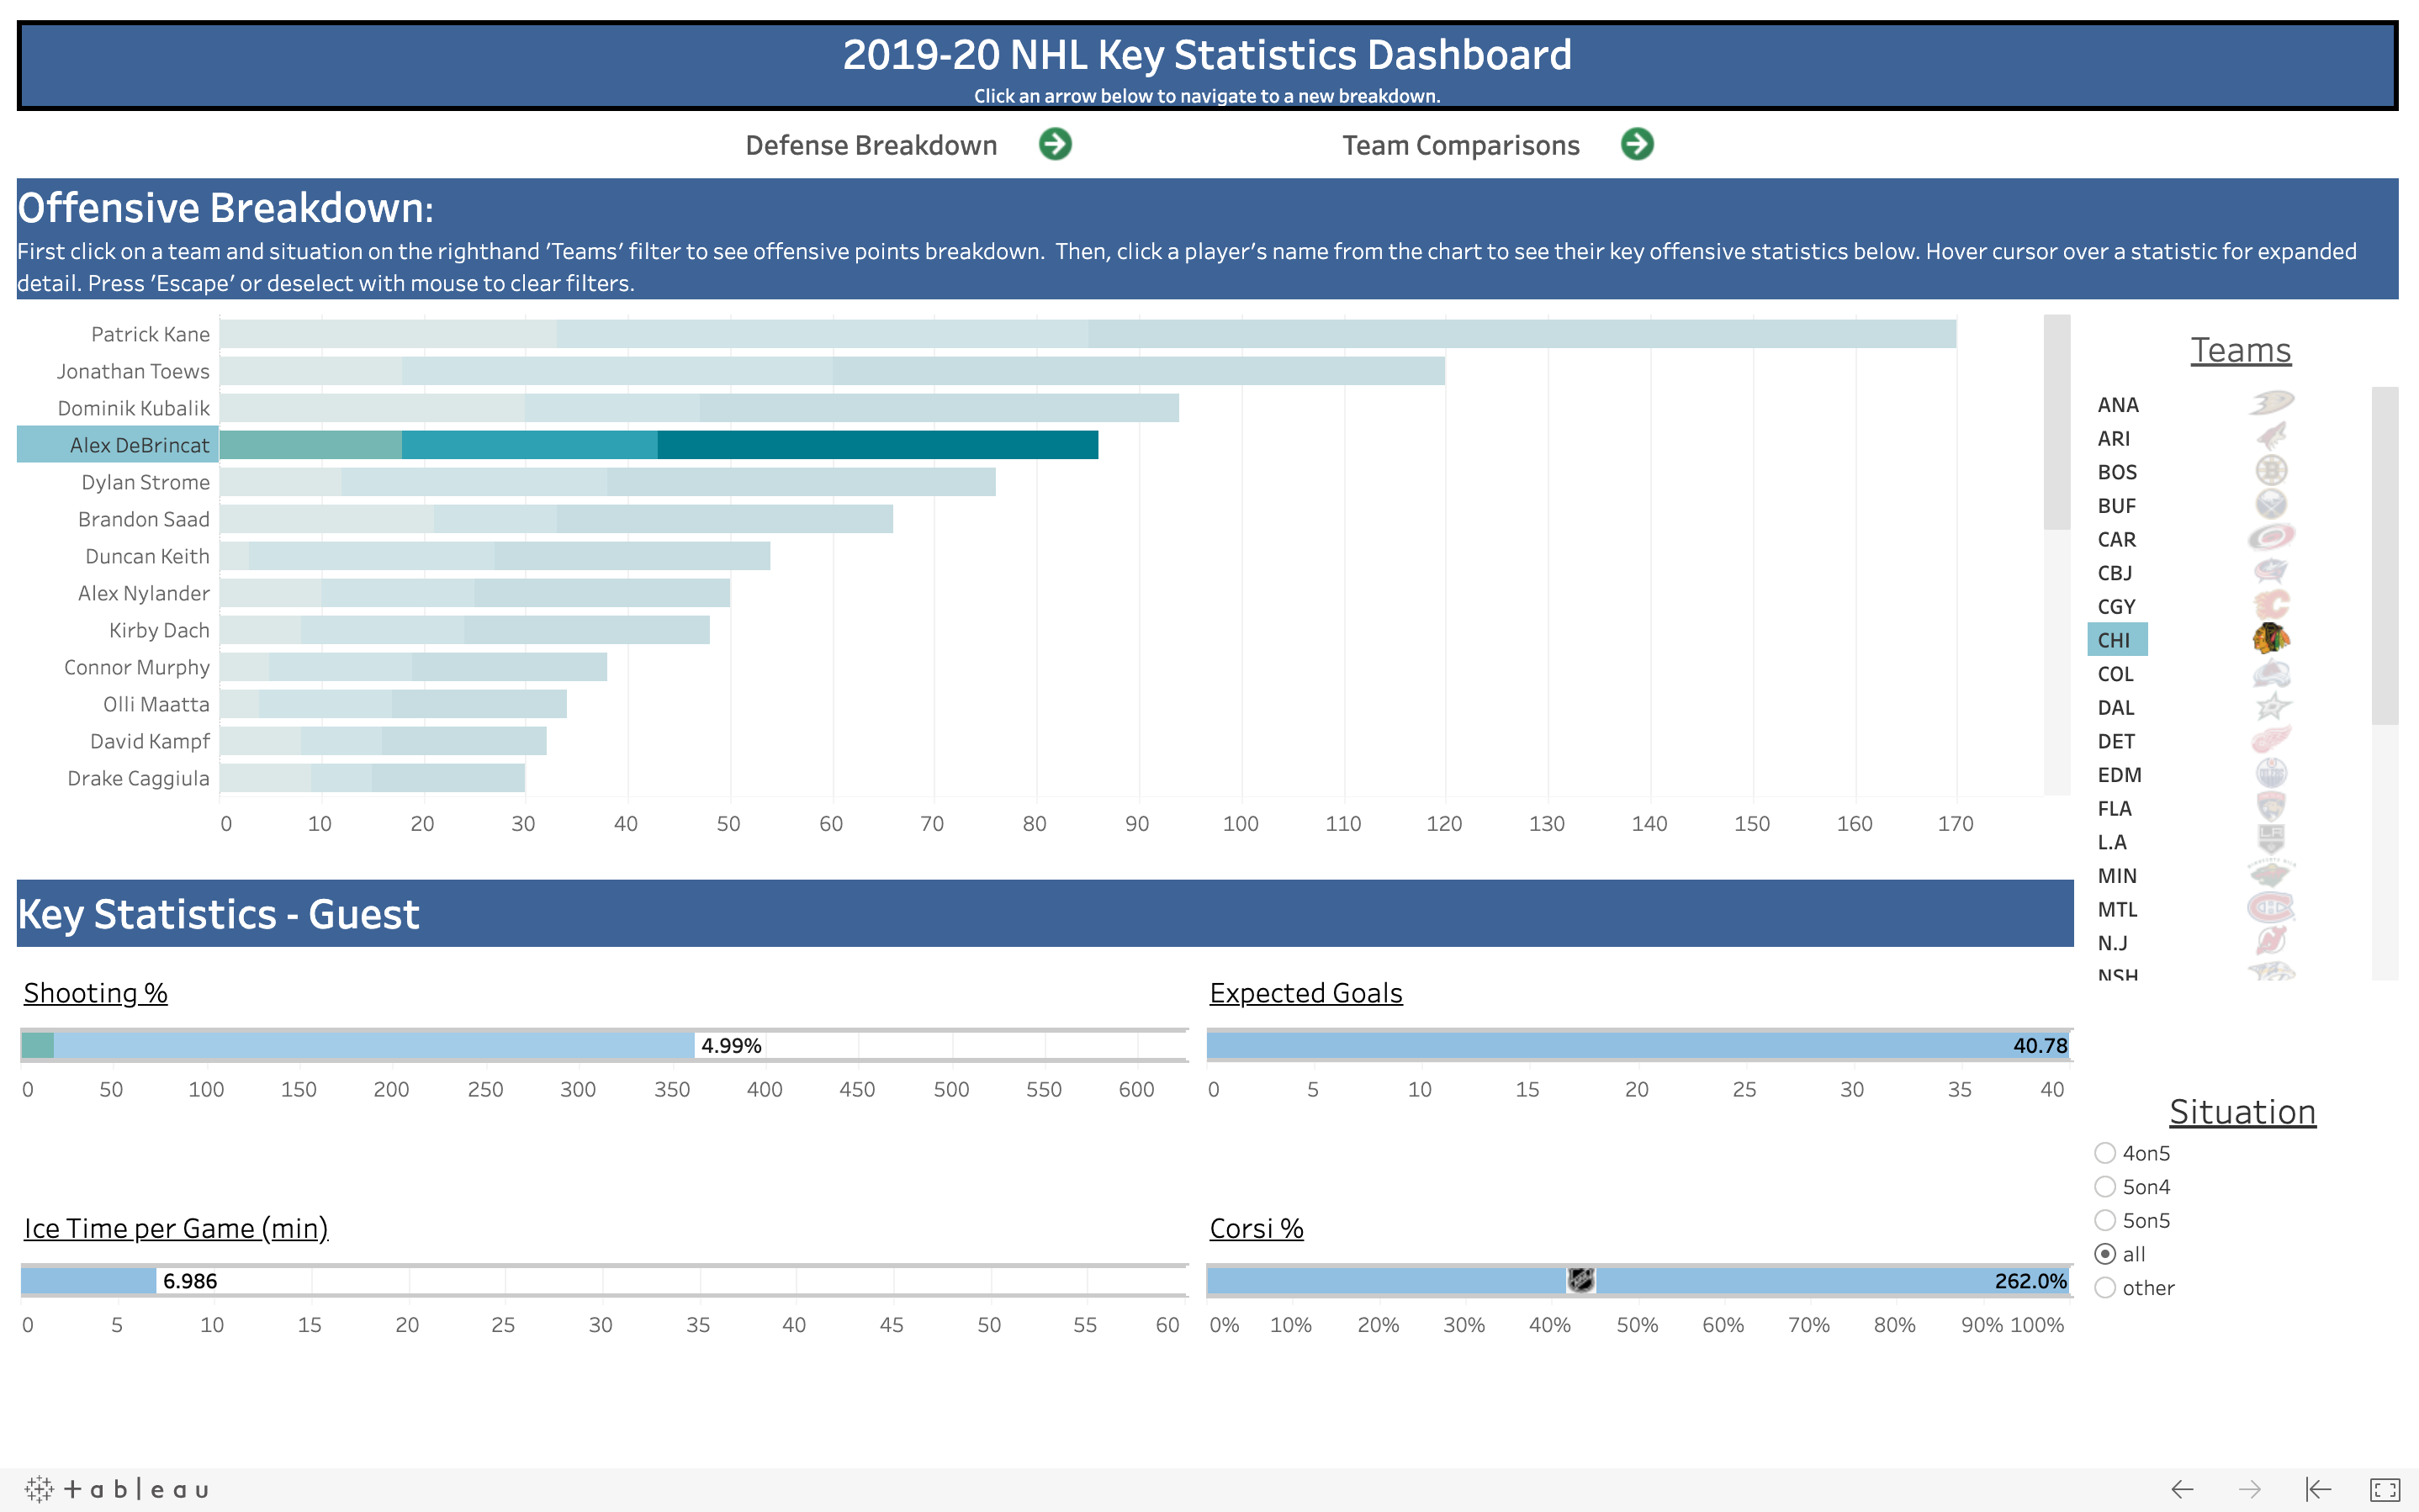 2019-20 NHL Key Statistics Dashboard
Click an arrow below to navigate to a new breakdown.
Defense Breakdown
Team Comparisons
Offensive Breakdown:
First click on a team and situation on the righthand 'Teams' filter to see offensive points breakdown.  Then, click a player's name from the chart to see their key offensive statistics below. Hover cursor over a statistic for expanded
detail. Press 'Escape' or deselect with mouse to clear filters.
Patrick Kane
Jonathan Toews
Dominik Kubalik
Alex DeBrincat
Dylan Strome
Brandon Saad
Duncan Keith
Alex Nylander
Kirby Dach
Connor Murphy
Olli Maatta
David Kampf
Drake Caggiula
0 10 20 30 40 50 60 70 80 90 100 110 120 130 140 150 160 170
Teams
ANA
ARI
BOS
BUF
CAR
CBJ
CGY
CHI
COL
DAL
DET
EDM
FLA
L.A
MIN
MTL
N.J
NSH
Key Statistics - Guest
Shooting %
4.99%
0 50 100 150 200 250 300 350 400 450 500 550 600
Expected Goals
40.78
0 5 10 15 20 25 30 35 40
Ice Time per Game (min)
6.986
0 5 10 15 20 25 30 35 40 45 50 55 60
Corsi %
262.0%
0% 10% 20% 30% 40% 50% 60% 70% 80% 90% 100%
Situation
4on5
5on4
5on5
all
other
+ableau